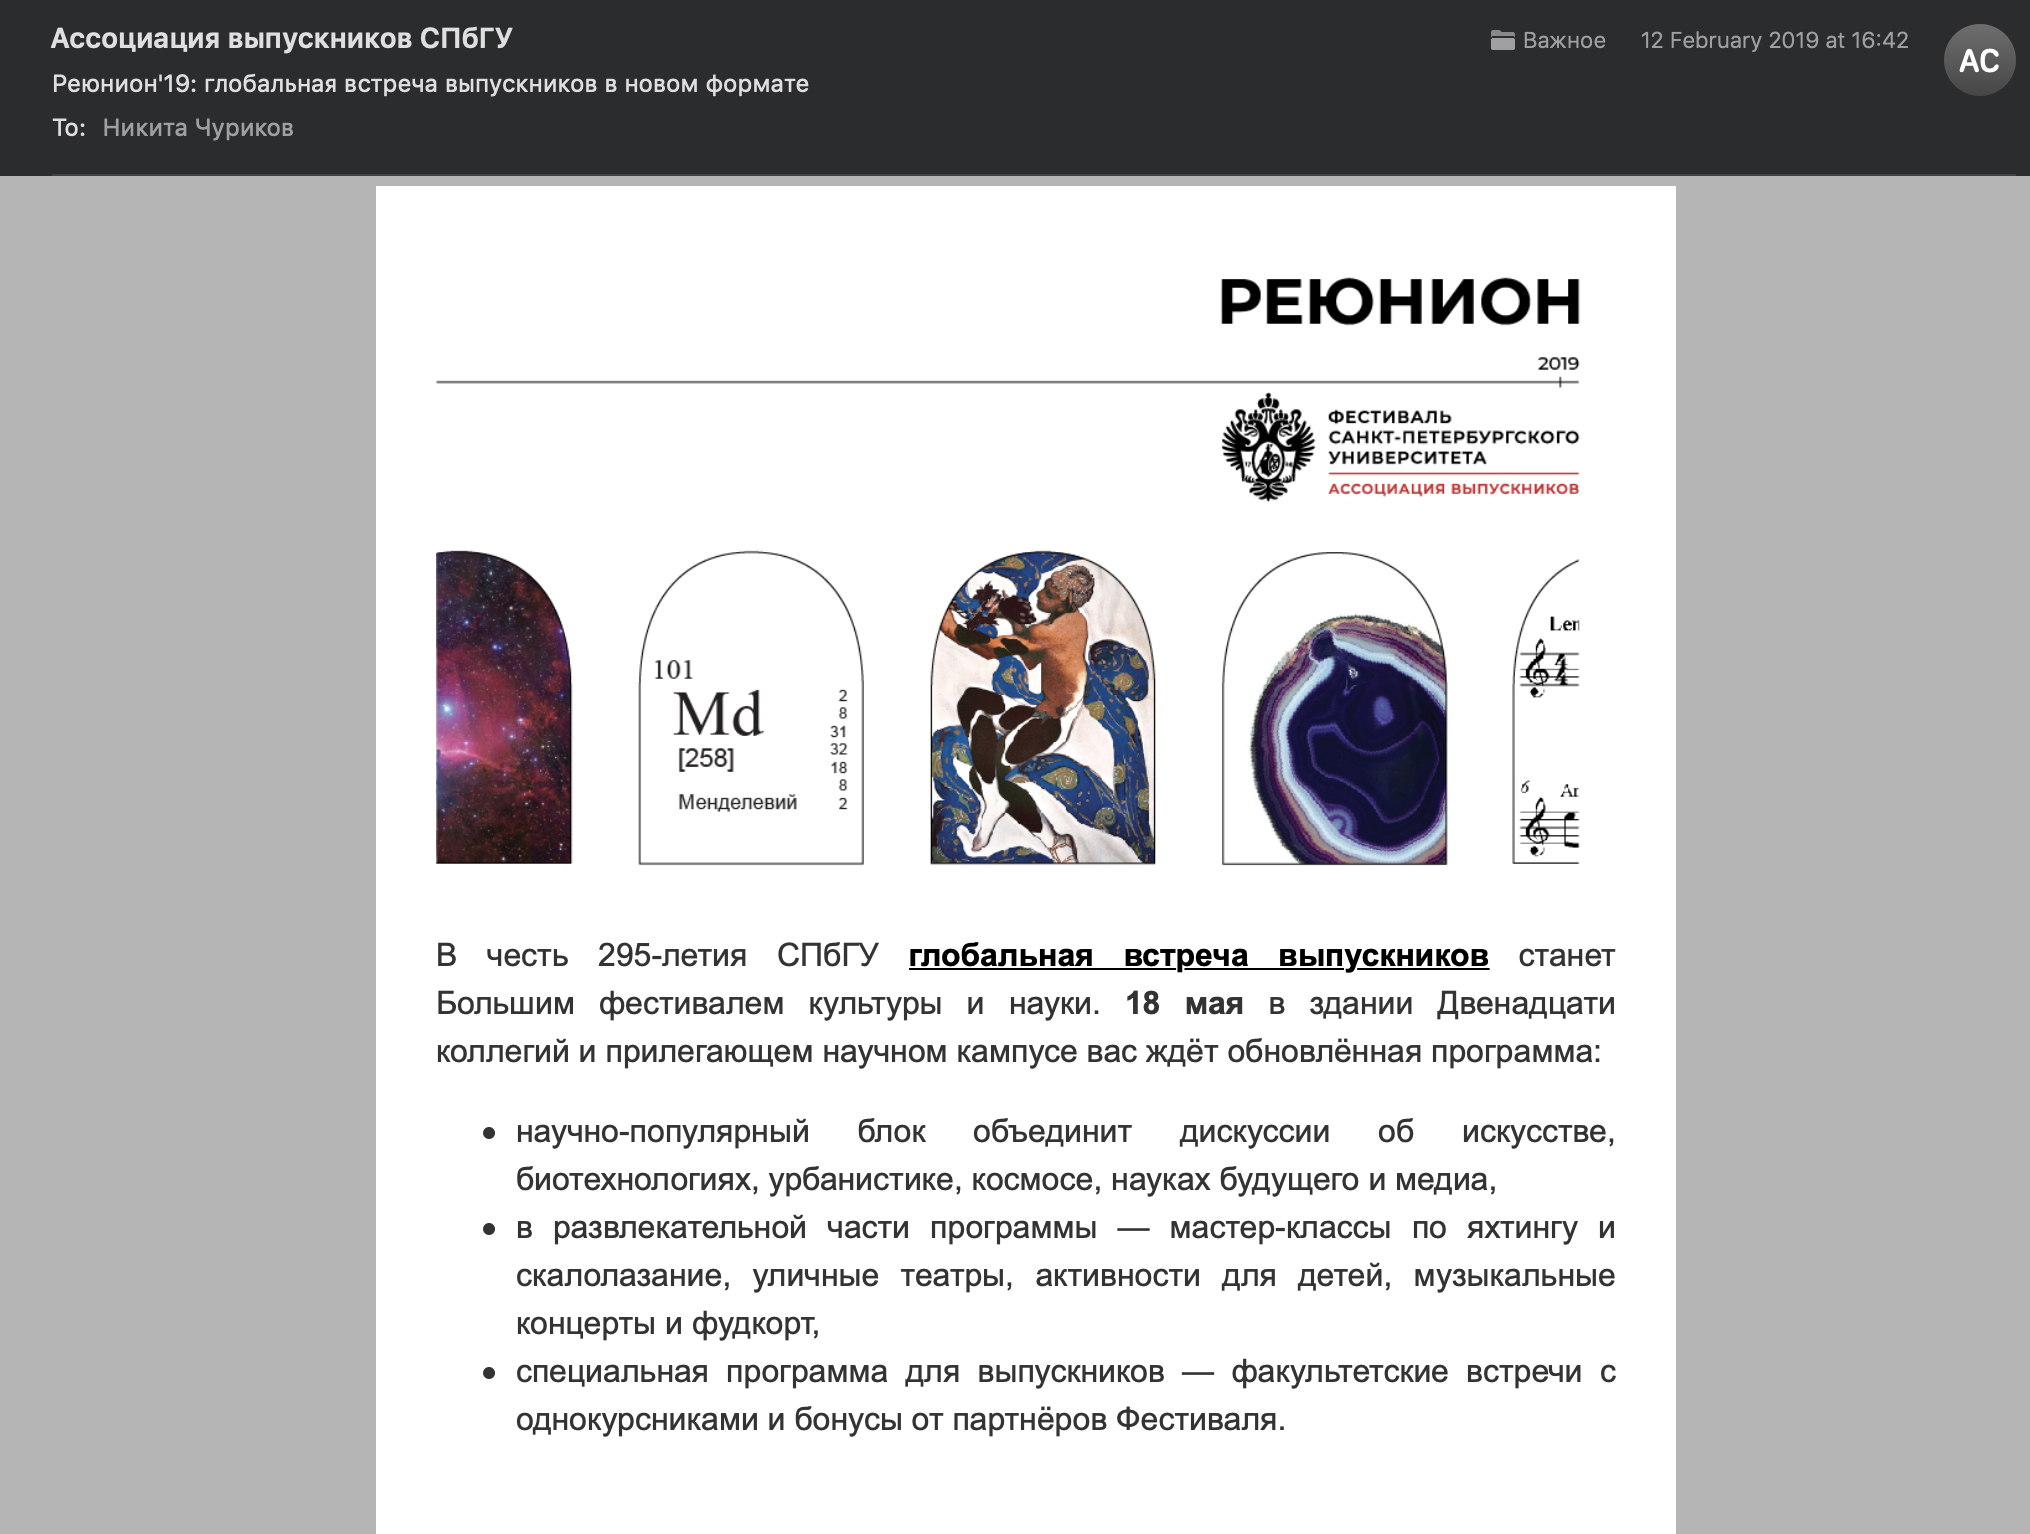 Ассоциация выпускников СПбГУ
Важное
12 February 2019 at 16:42
АС
Реюнион'19: глобальная встреча выпускников в новом формате
To: Никита Чуриков
РЕЮНИОН
2019
ФЕСТИВАЛЬ
САНКТ-ПЕТЕРБУРГСКОГО
УНИВЕРСИТЕТА
АССОЦИАЦИЯ ВЫПУСКНИКОВ
101
Md
[258]
Менделевий
2
8
31
32
18
8
2
Len
6
Ar
В честь 295-летия СПбГУ глобальная встреча выпускников станет
Большим фестивалем культуры и науки. 18 мая в здании Двенадцати
коллегий и прилегающем научном кампусе вас ждёт обновлённая программа:
• научно-популярный блок объединит дискуссии об искусстве,
биотехнологиях, урбанистике, космосе, науках будущего и медиа,
• в развлекательной части программы — мастер-классы по яхтингу и
скалолазание, уличные театры, активности для детей, музыкальные
концерты и фудкорт,
• специальная программа для выпускников — факультетские встречи с
однокурсниками и бонусы от партнёров Фестиваля.